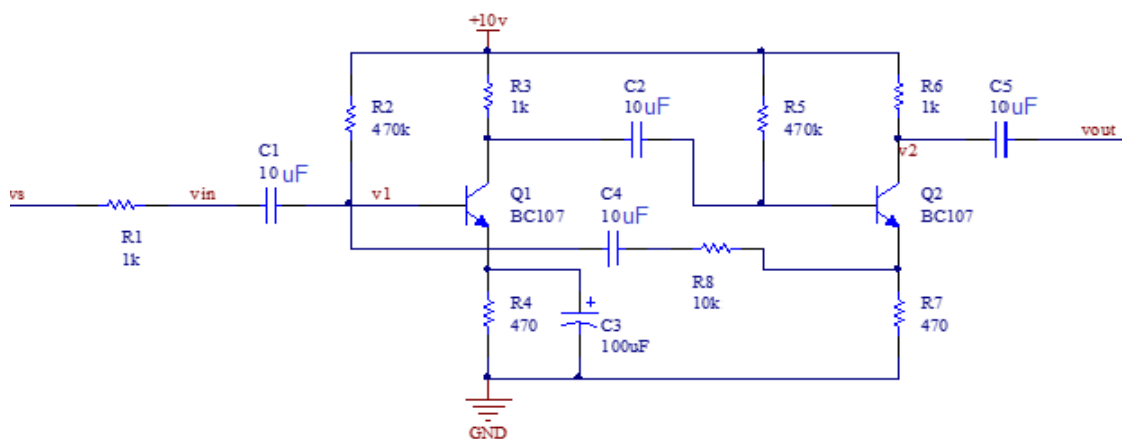 +10v
R3
1k
C2
10uF
R6
1k
C5
10uF
R2
470k
R5
470k
vout
v2
C1
10uF
vs
vin
v1
Q1
BC107
C4
10uF
Q2
BC107
R1
1k
R8
10k
R4
470
+
C3
100uF
R7
470
GND